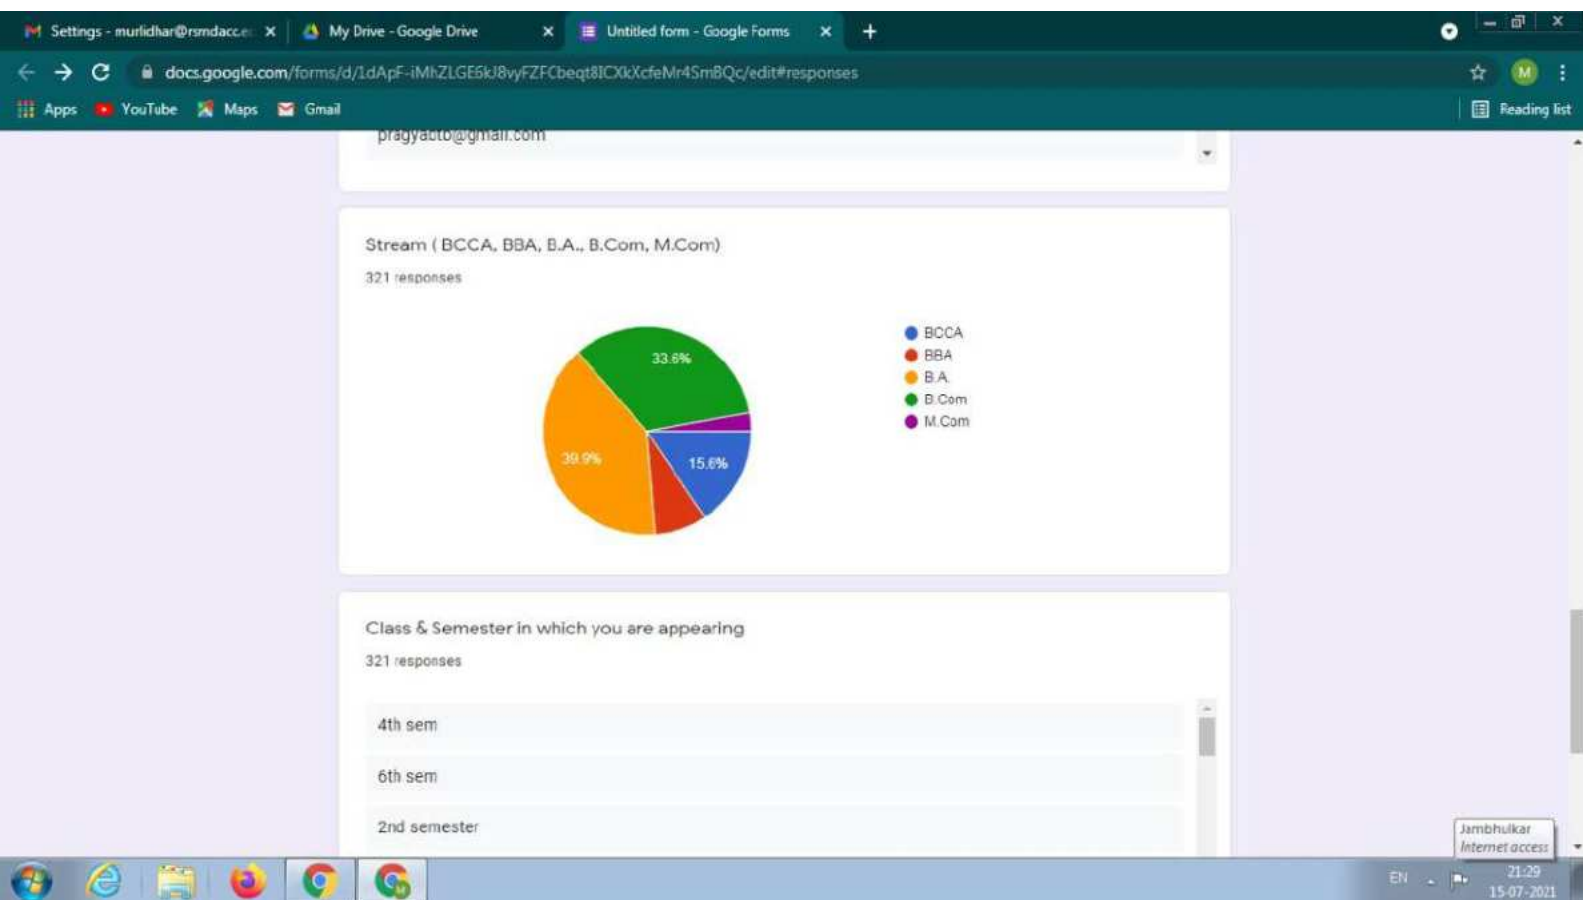 Settings - murlidhar@rsmdacc.e
My Drive - Google Drive
Untitled form - Google Forms
docs.google.com/forms/d/1dApF-iMhZLGE6kJ8vyFZFCbeqt8ICXkXcfeMr4SmBQc/edit#responses
M
Apps
YouTube
Maps
Gmail
Reading list
pragyacto@gmail.com
Stream ( BCCA, BBA, B.A., B.Com, M.Com)
321 responses
33.6%
39.9%
15.6%
BCCA
BBA
B.A.
B.Com
M.Com
Class & Semester in which you are appearing
321 responses
4th sem
6th sem
2nd semester
Jambhulkar
Internet access
EN
21:29
15-07-2021